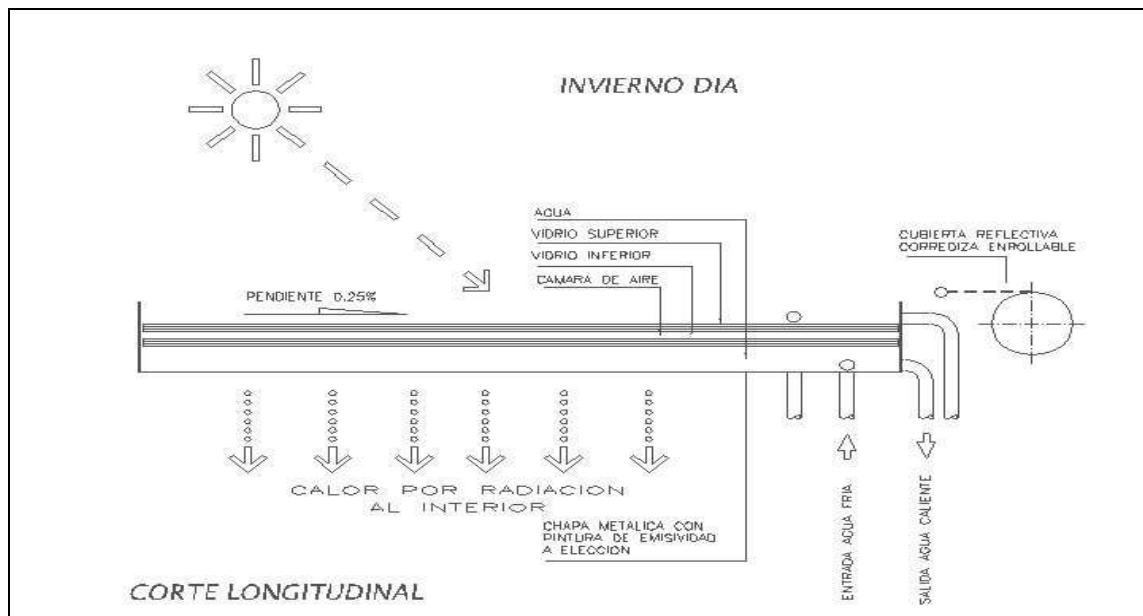 INVIERNO DIA
AGUA
VIDRIO SUPERIOR
VIDRIO INFERIOR
CAMARA DE AIRE
CUBIERTA REFLECTIVA
CORREDIZA ENROLLABLE
PENDIENTE 0.25%
CALOR POR RADIACION
AL INTERIOR
CHAPA METALICA CON
PINTURA DE EMISIVIDAD
A ELECCION
ENTRADA AGUA FRIA
SALIDA AGUA CALIENTE
CORTE LONGITUDINAL